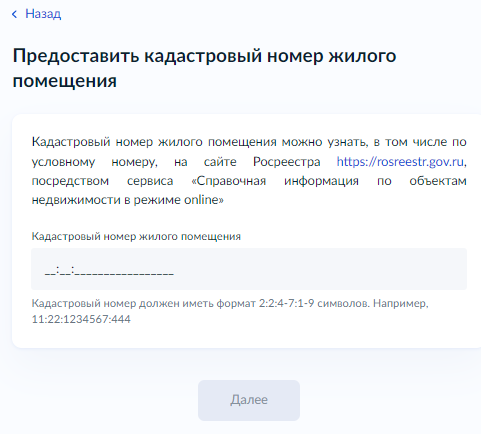 Назад
Предоставить кадастровый номер жилого
помещения
Кадастровый номер жилого помещения можно узнать, в том числе по
условному номеру, на сайте Росреестра https://rosreestr.gov.ru,
посредством сервиса «Справочная информация по объектам
недвижимости в режиме online»
Кадастровый номер жилого помещения
__:__:_________________
Кадастровый номер должен иметь формат 2:2:4-7:1-9 символов. Например,
11:22:1234567:444
Далее